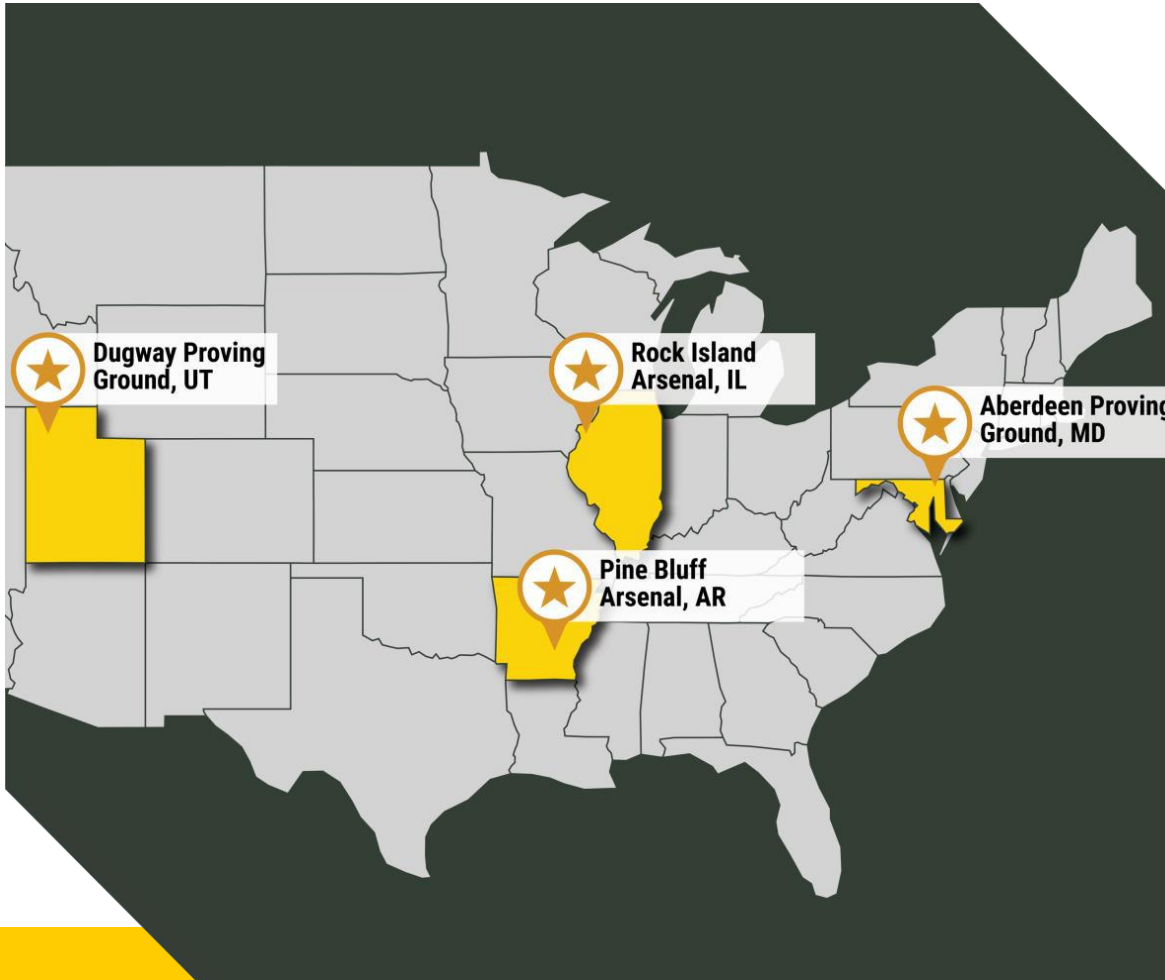 Dugway Proving
Ground, UT
Rock Island
Arsenal, IL
Aberdeen Proving
Ground, MD
Pine Bluff
Arsenal, AR